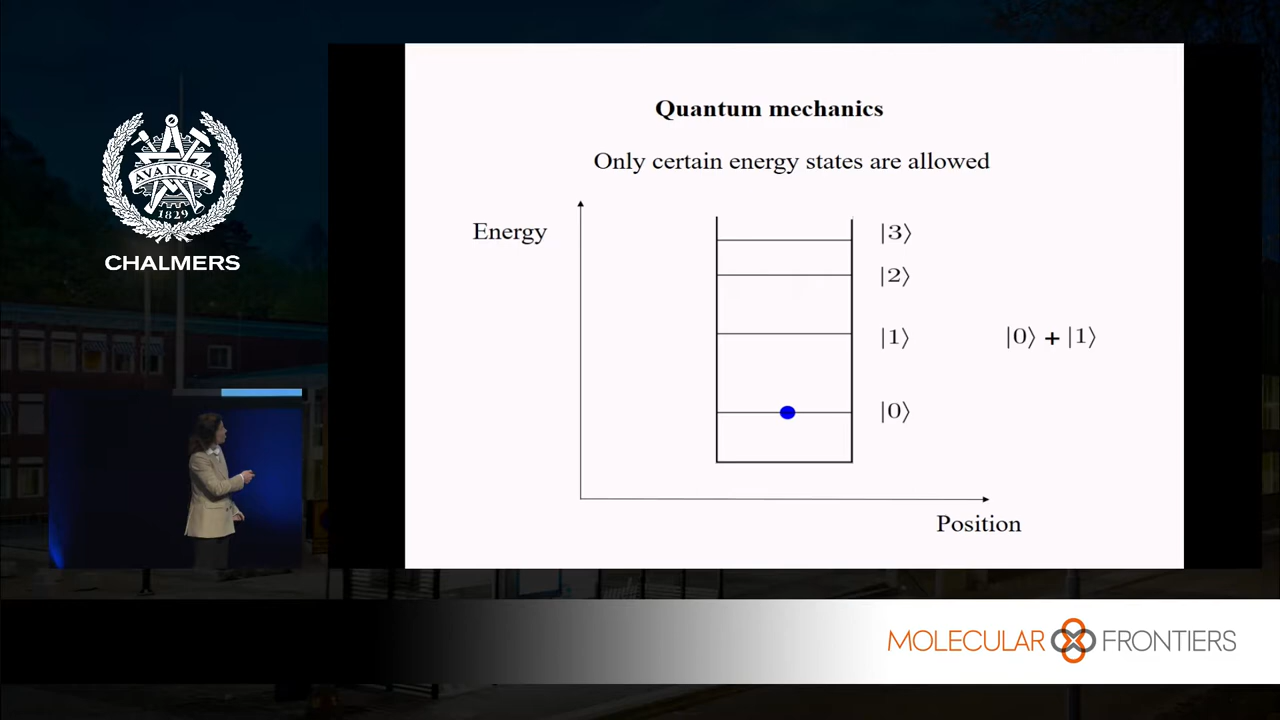 AVANCEZ
1829
CHALMERS
Quantum mechanics
Only certain energy states are allowed
Energy
|3⟩
|2⟩
|1⟩
|0⟩ + |1⟩
|0⟩
Position
MOLECULAR FRONTIERS